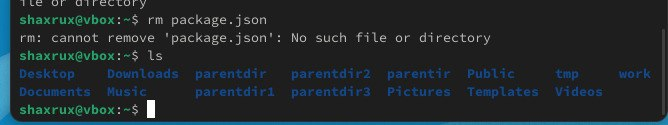 ile or directory
shaxrux@vbox:~$ rm package.json
rm: cannot remove 'package.json': No such file or directory
shaxrux@vbox:~$ ls
Desktop Downloads parentdir parentdir2 parentir Public tmp work
Documents Music parentdir1 parentdir3 Pictures Templates Videos
shaxrux@vbox:~$